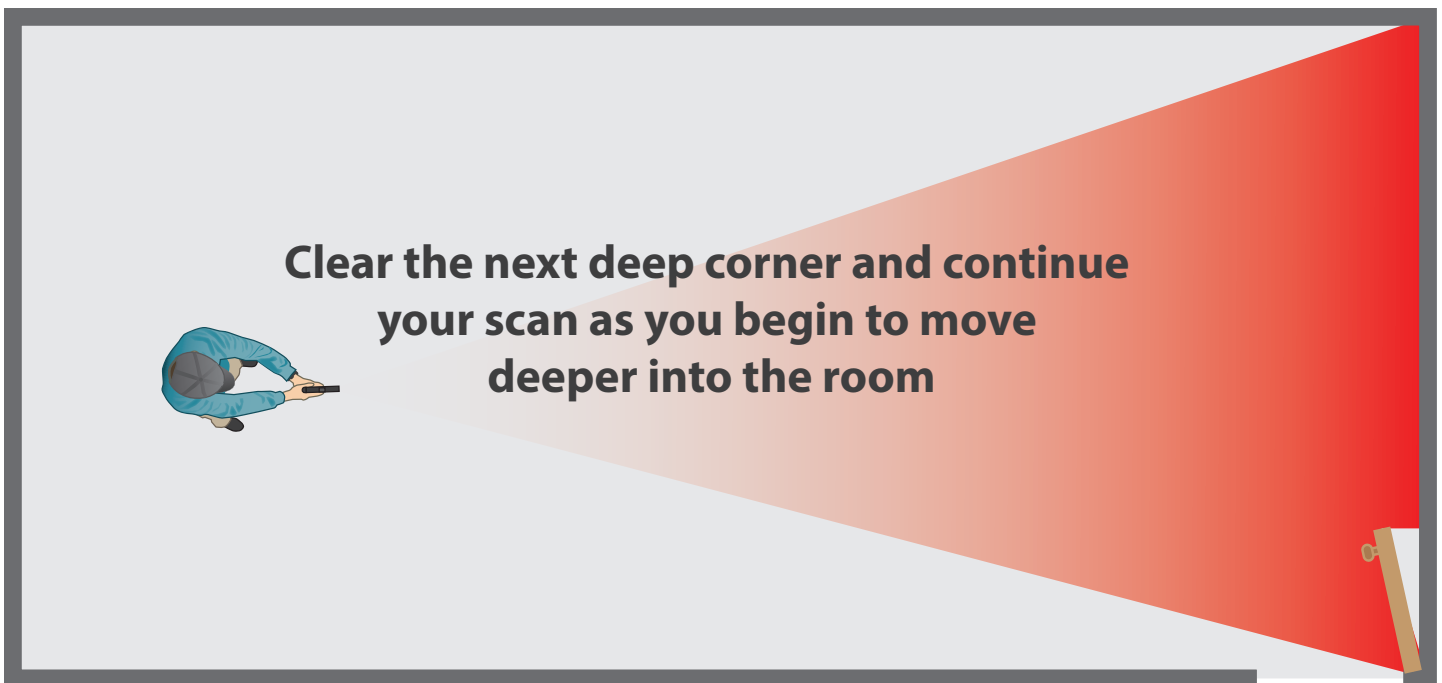 Clear the next deep corner and continue
your scan as you begin to move
deeper into the room